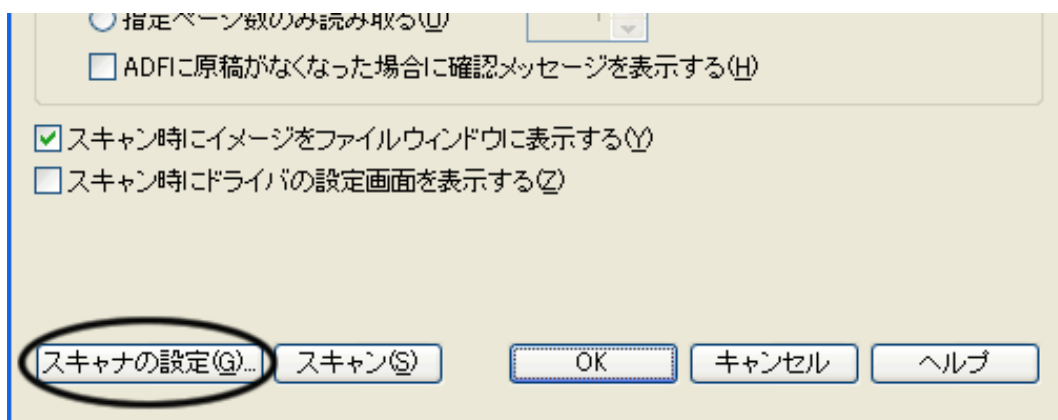 指定ページ数のみ読み取る(U)
ADFに原稿がなくなった場合に確認メッセージを表示する(H)
スキャン時にイメージをファイルウィンドウに表示する(Y)
スキャン時にドライバの設定画面を表示する(Z)
スキャナの設定(G)... スキャン(S) OK キャンセル ヘルプ